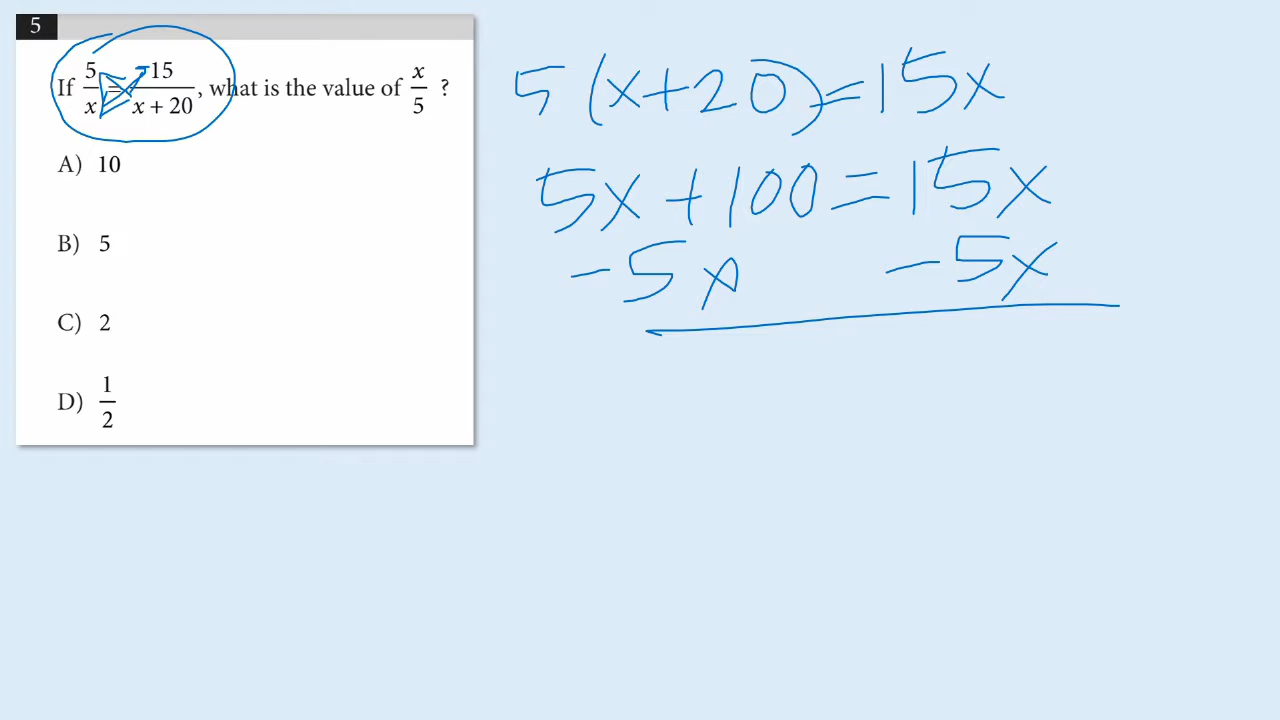 5
If 5/x = 15/(x + 20), what is the value of x/5 ?
A) 10
B) 5
C) 2
D) 1/2
5(x+20)=15x
5x+100=15x
-5x -5x